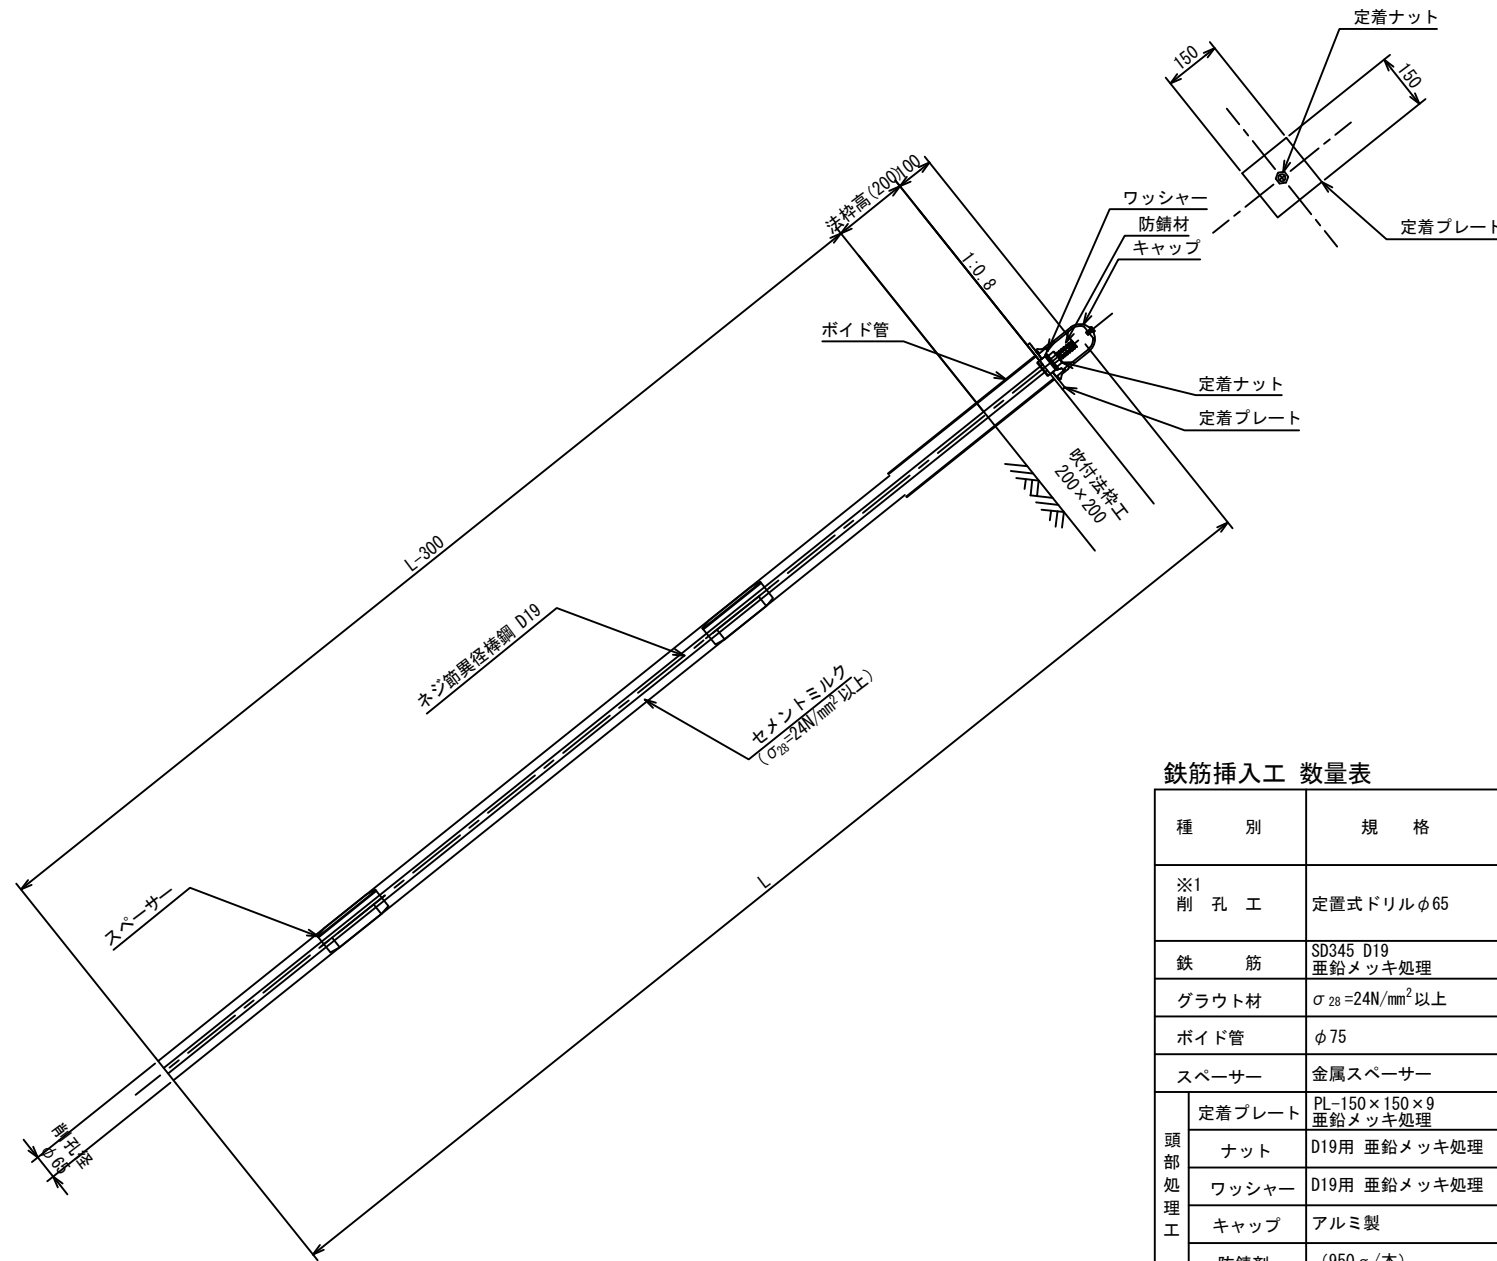 定着ナット
150
150
定着プレート
法枠高(200)
100
ワッシャー
防錆材
キャップ
1:0.8
ボイド管
定着ナット
定着プレート
吹付法枠工
200×200
L-300
ネジ節異径棒鋼 D19
セメントミルク
(σ28=24N/mm²以上)
L
スペーサー
削孔径
φ65
鉄筋挿入工 数量表
種 別 規 格
※1
削 孔 工 定置式ドリルφ65
鉄 筋 SD345 D19
亜鉛メッキ処理
グラウト材 σ28=24N/mm²以上
ボイド管 φ75
スペーサー 金属スペーサー
頭部処理工
定着プレート PL-150×150×9
亜鉛メッキ処理
ナット D19用 亜鉛メッキ処理
ワッシャー D19用 亜鉛メッキ処理
キャップ アルミ製